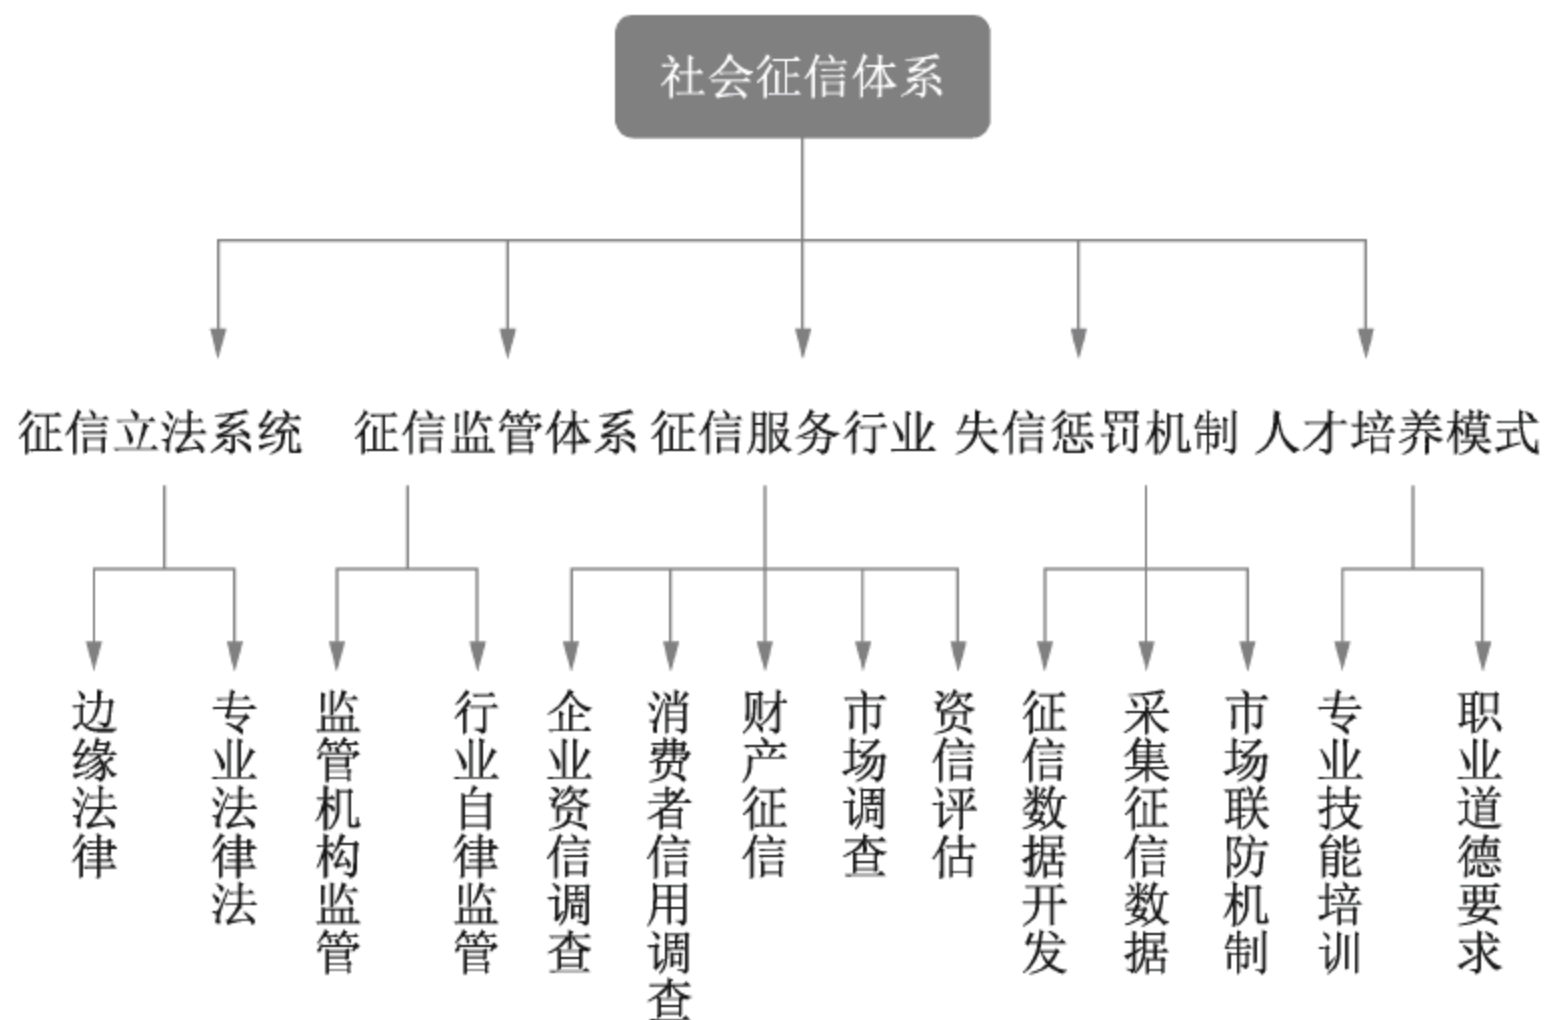 社会征信体系
征信立法系统
征信监管体系
征信服务行业
失信惩罚机制
人才培养模式
边缘法律
专业法律法
监管机构监管
行业自律监管
企业资信调查
消费者信用调查
财产征信
市场调查
资信评估
征信数据开发
采集征信数据
市场联防机制
专业技能培训
职业道德要求